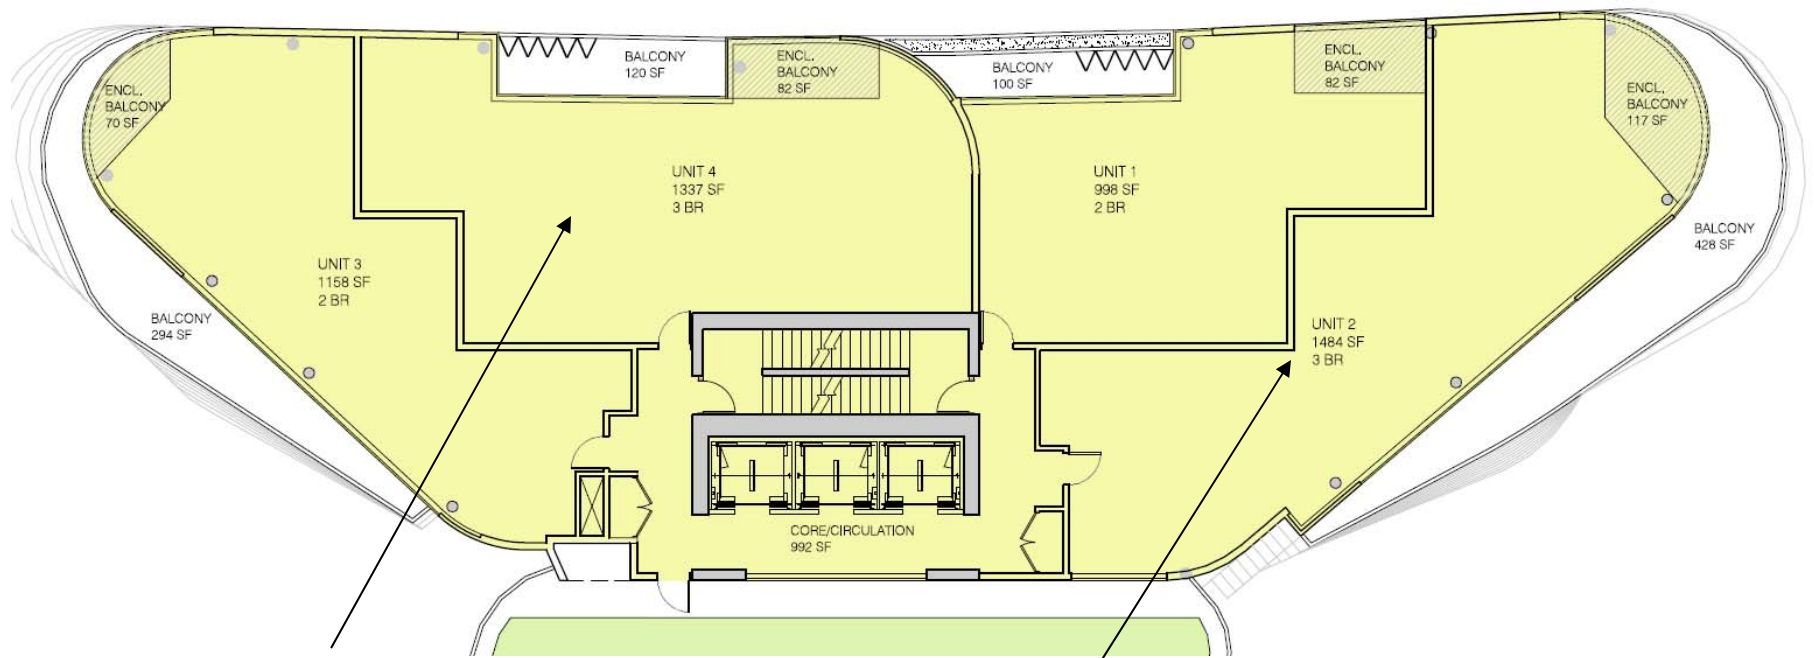 ENCL.
BALCONY
70 SF
BALCONY
120 SF
ENCL.
BALCONY
82 SF
BALCONY
100 SF
ENCL.
BALCONY
82 SF
ENCL.
BALCONY
117 SF
UNIT 4
1337 SF
3 BR
UNIT 1
998 SF
2 BR
BALCONY
428 SF
UNIT 3
1158 SF
2 BR
BALCONY
294 SF
UNIT 2
1484 SF
3 BR
CORE/CIRCULATION
992 SF